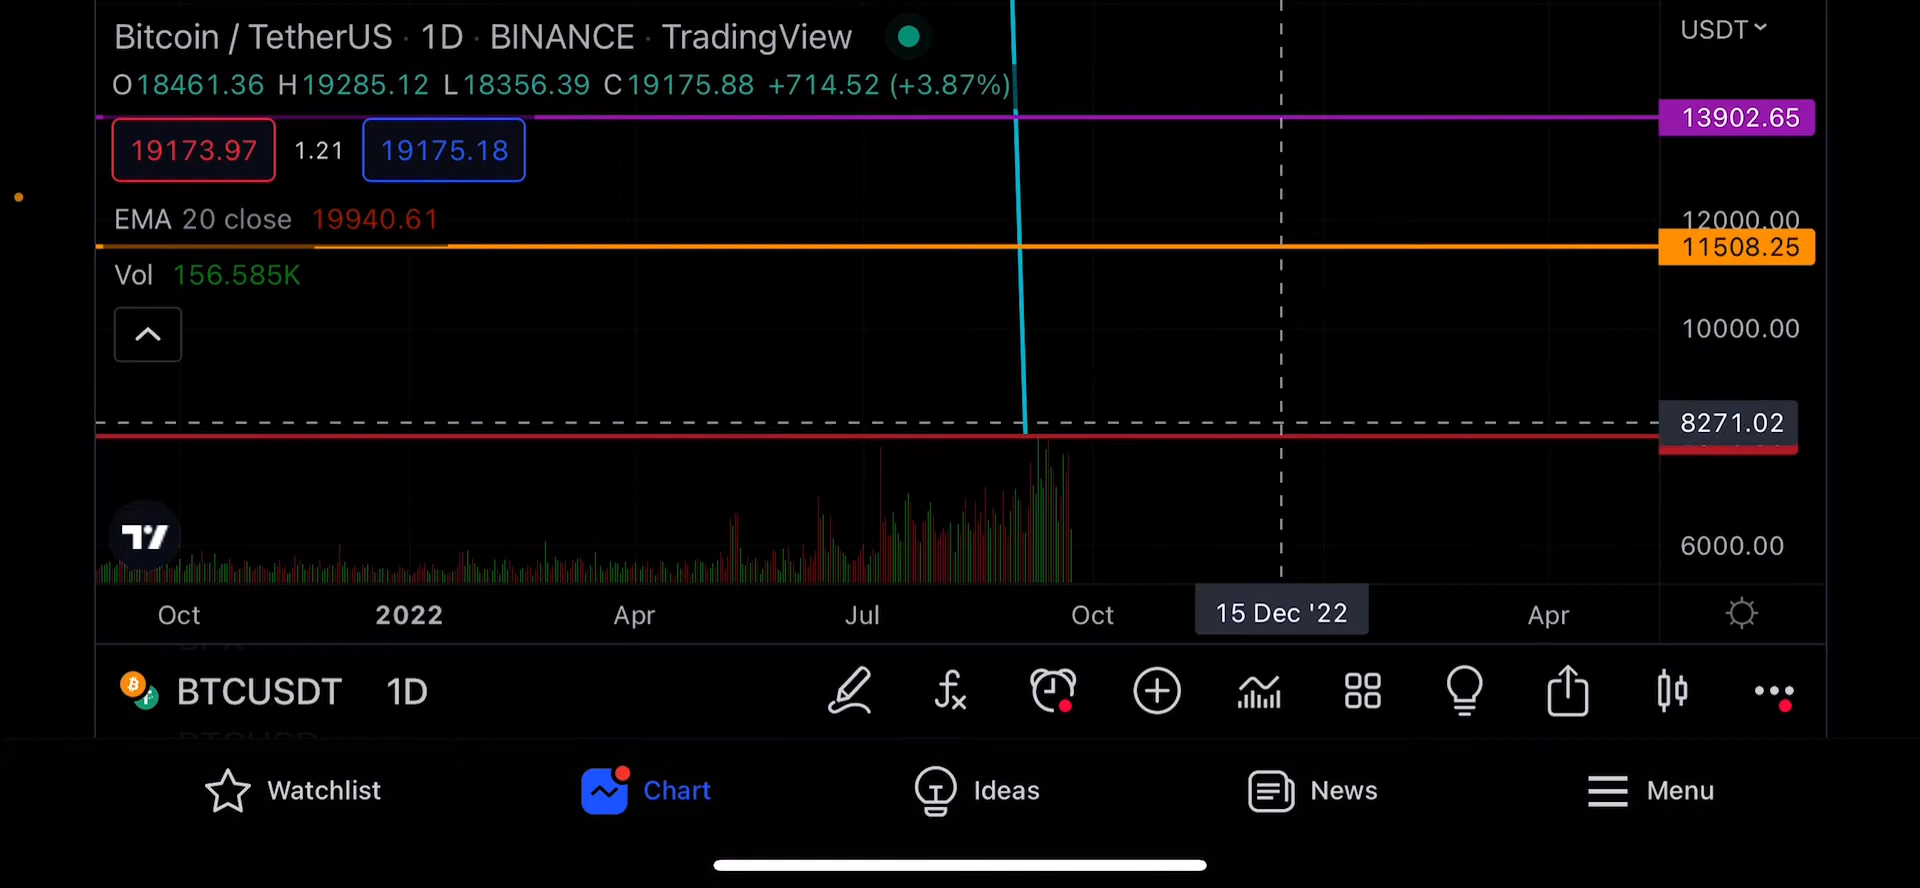 Bitcoin / TetherUS · 1D · BINANCE · TradingView
USDT
O18461.36 H19285.12 L18356.39 C19175.88 +714.52 (+3.87%)
13902.65
19173.97 1.21 19175.18
EMA 20 close 19940.61
12000.00
11508.25
Vol 156.585K
10000.00
8271.02
6000.00
Oct 2022 Apr Jul Oct 15 Dec '22 Apr
BTCUSDT 1D
Watchlist Chart Ideas News Menu